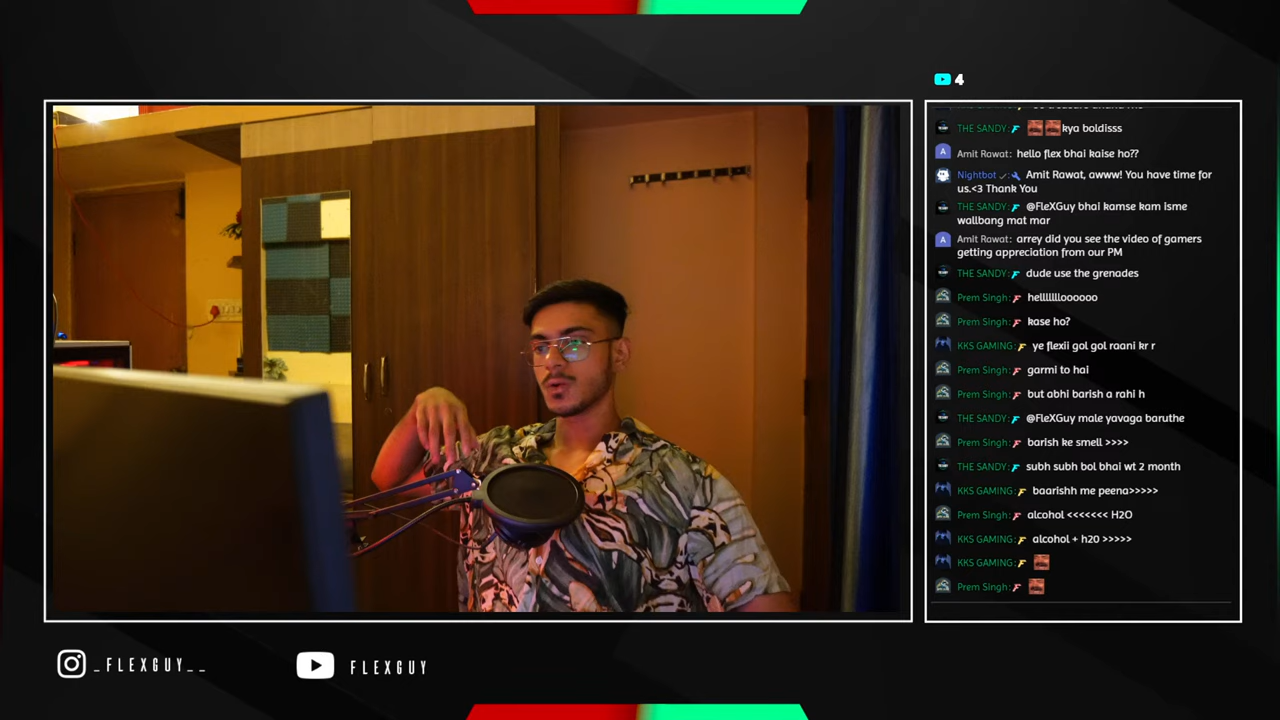 4
THE SANDY: kya boldisss
Amit Rawat: hello flex bhai kaise ho??
Nightbot: Amit Rawat, awww! You have time for
us.<3 Thank You
THE SANDY: @FleXGuy bhai kamse kam isme
wallbang mat mar
Amit Rawat: arrey did you see the video of gamers
getting appreciation from our PM
THE SANDY: dude use the grenades
Prem Singh: helllllllloooooo
Prem Singh: kase ho?
KKS GAMING: ye flexii gol gol raani kr r
Prem Singh: garmi to hai
Prem Singh: but abhi barish a rahi h
THE SANDY: @FleXGuy male yavaga baruthe
Prem Singh: barish ke smell >>>>
THE SANDY: subh subh bol bhai wt 2 month
KKS GAMING: baarishh me peena>>>>>
Prem Singh: alcohol <<<<<<< H2O
KKS GAMING: alcohol + h20 >>>>>
KKS GAMING:
Prem Singh:
_FLEXGUY__
FLEXGUY